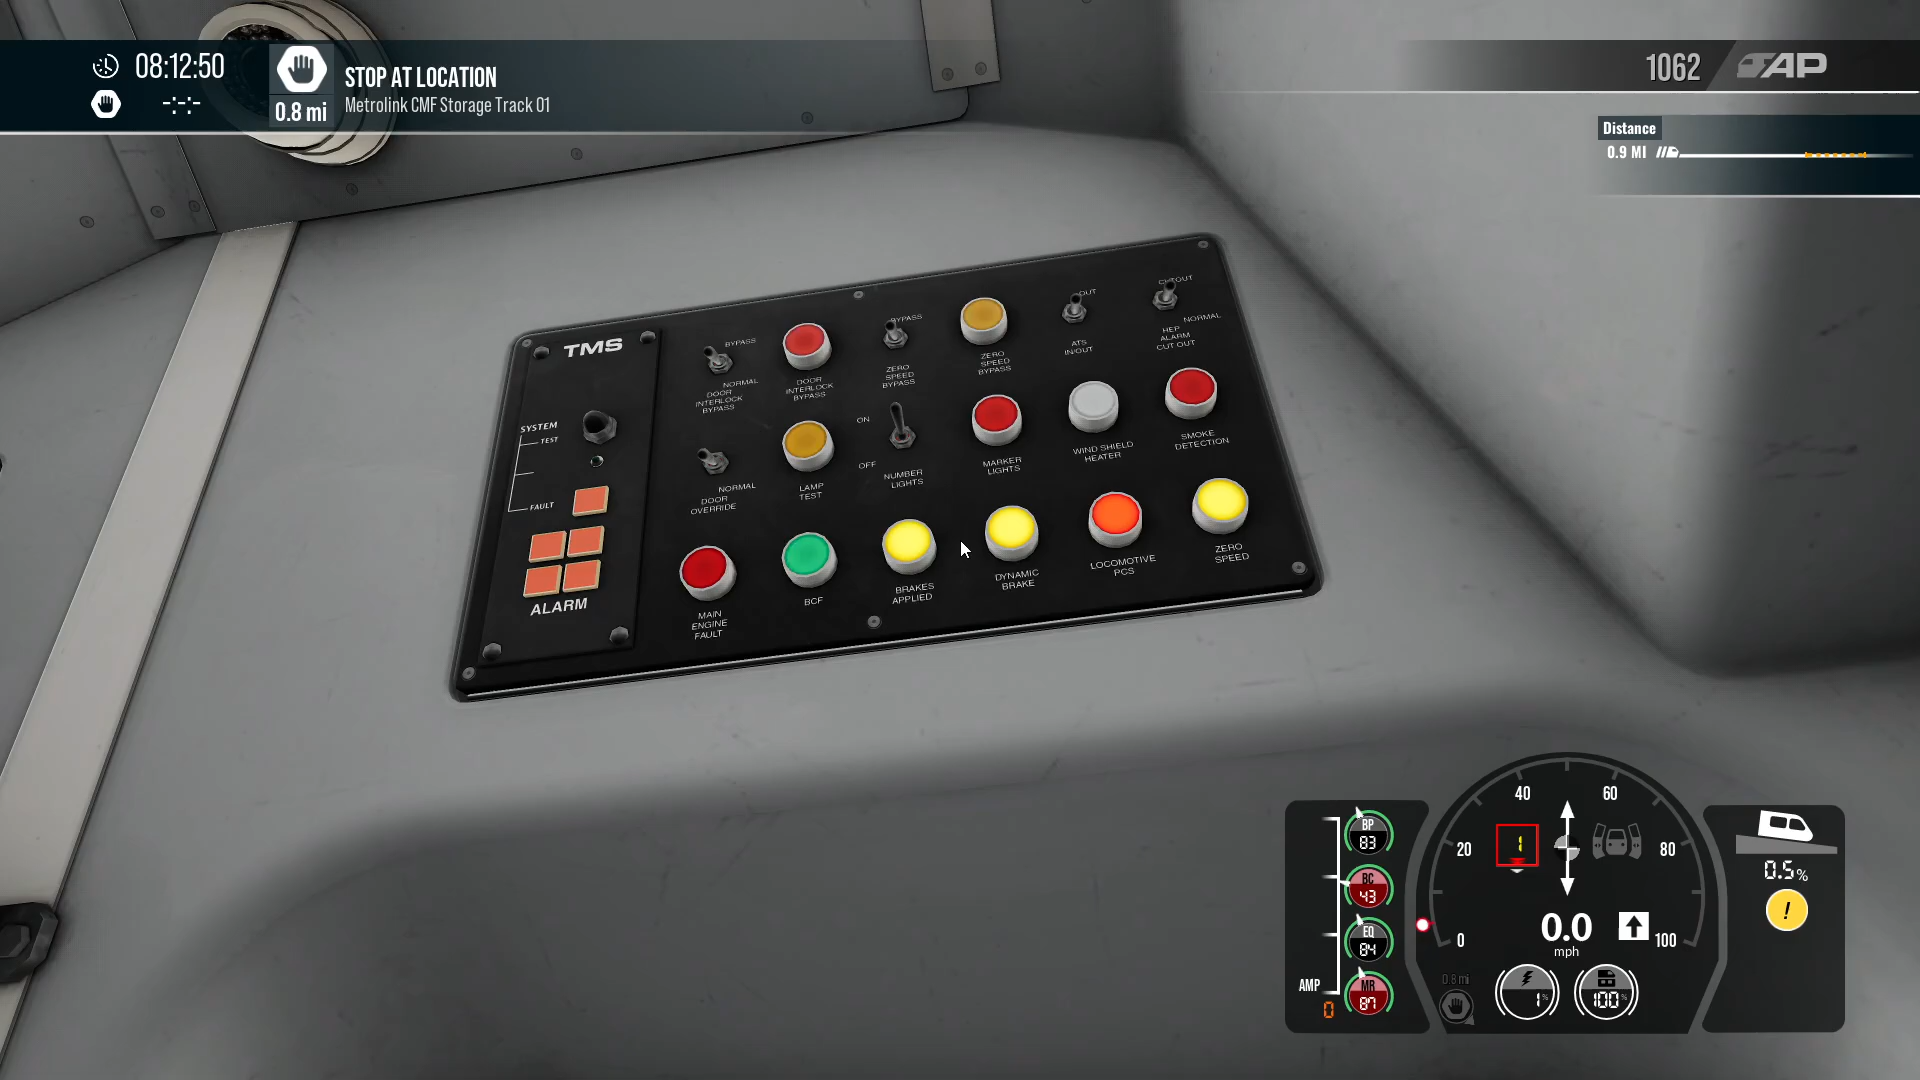 08:12:50
-:-:-
0.8 mi
STOP AT LOCATION
Metrolink CMF Storage Track 01
1062
AP
Distance
0.9 MI
TMS
SYSTEM
TEST
FAULT
ALARM
BYPASS
NORMAL
DOOR
INTERLOCK
BYPASS
DOOR
INTERLOCK
BYPASS
BYPASS
ZERO
SPEED
BYPASS
ZERO
SPEED
BYPASS
OUT
ATS
IN/OUT
CUTOUT
NORMAL
HEP
ALARM
CUT OUT
NORMAL
DOOR
OVERRIDE
LAMP
TEST
ON
OFF
NUMBER
LIGHTS
MARKER
LIGHTS
WIND SHIELD
HEATER
SMOKE
DETECTION
MAIN
ENGINE
FAULT
BCF
BRAKES
APPLIED
DYNAMIC
BRAKE
LOCOMOTIVE
PCS
ZERO
SPEED
AMP
0
BP
83
BC
43
EQ
84
MR
87
0
20
40
60
80
100
1
0.0
mph
0.8 mi
1%
100%
0.5%
!